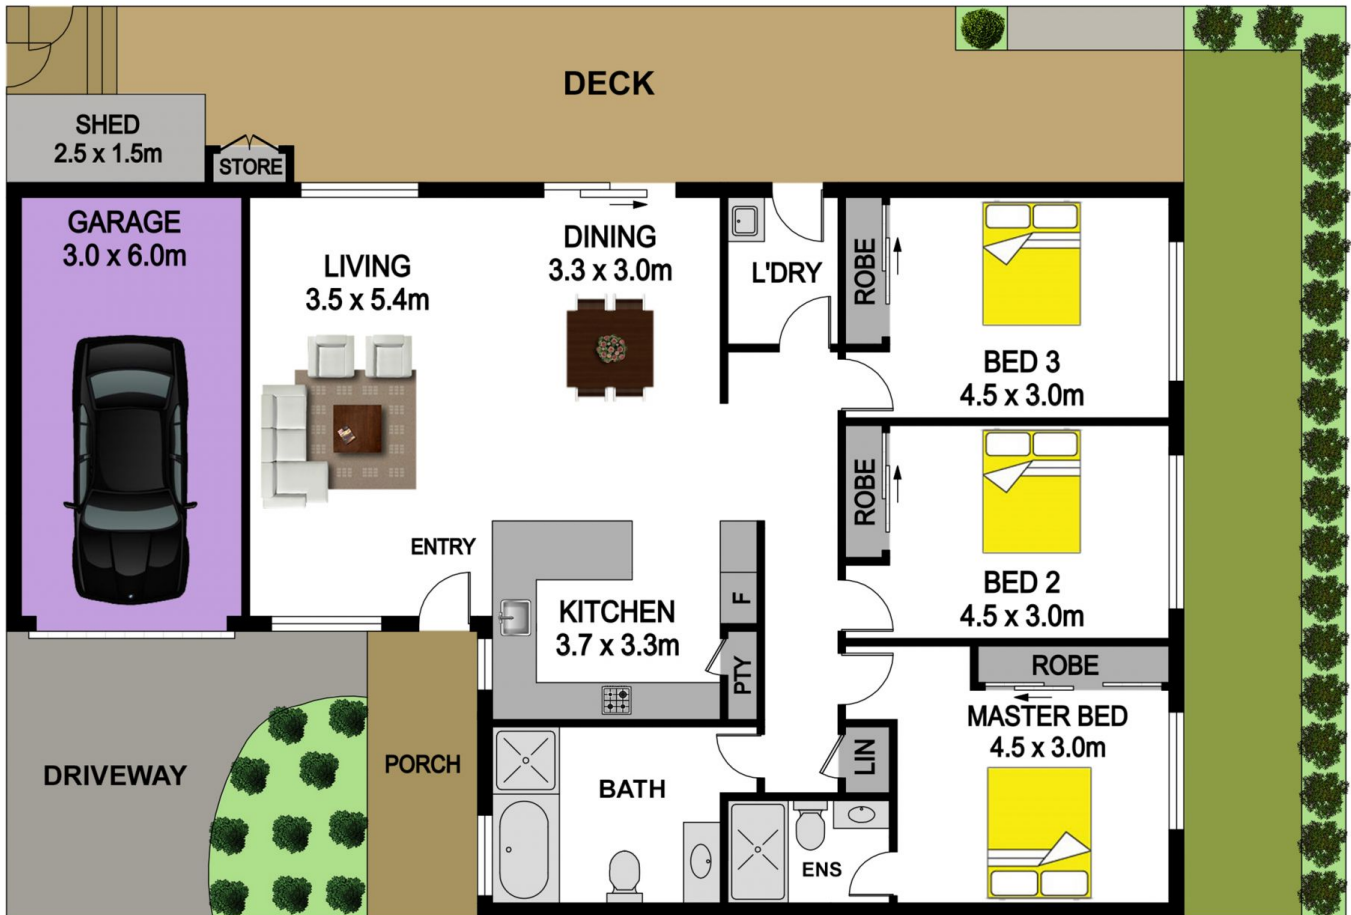 DECK
SHED
2.5 x 1.5m
STORE
GARAGE
3.0 x 6.0m
LIVING
3.5 x 5.4m
DINING
3.3 x 3.0m
L'DRY
ROBE
BED 3
4.5 x 3.0m
ROBE
BED 2
4.5 x 3.0m
ENTRY
KITCHEN
3.7 x 3.3m
F
PTY
ROBE
MASTER BED
4.5 x 3.0m
LIN
DRIVEWAY
PORCH
BATH
ENS